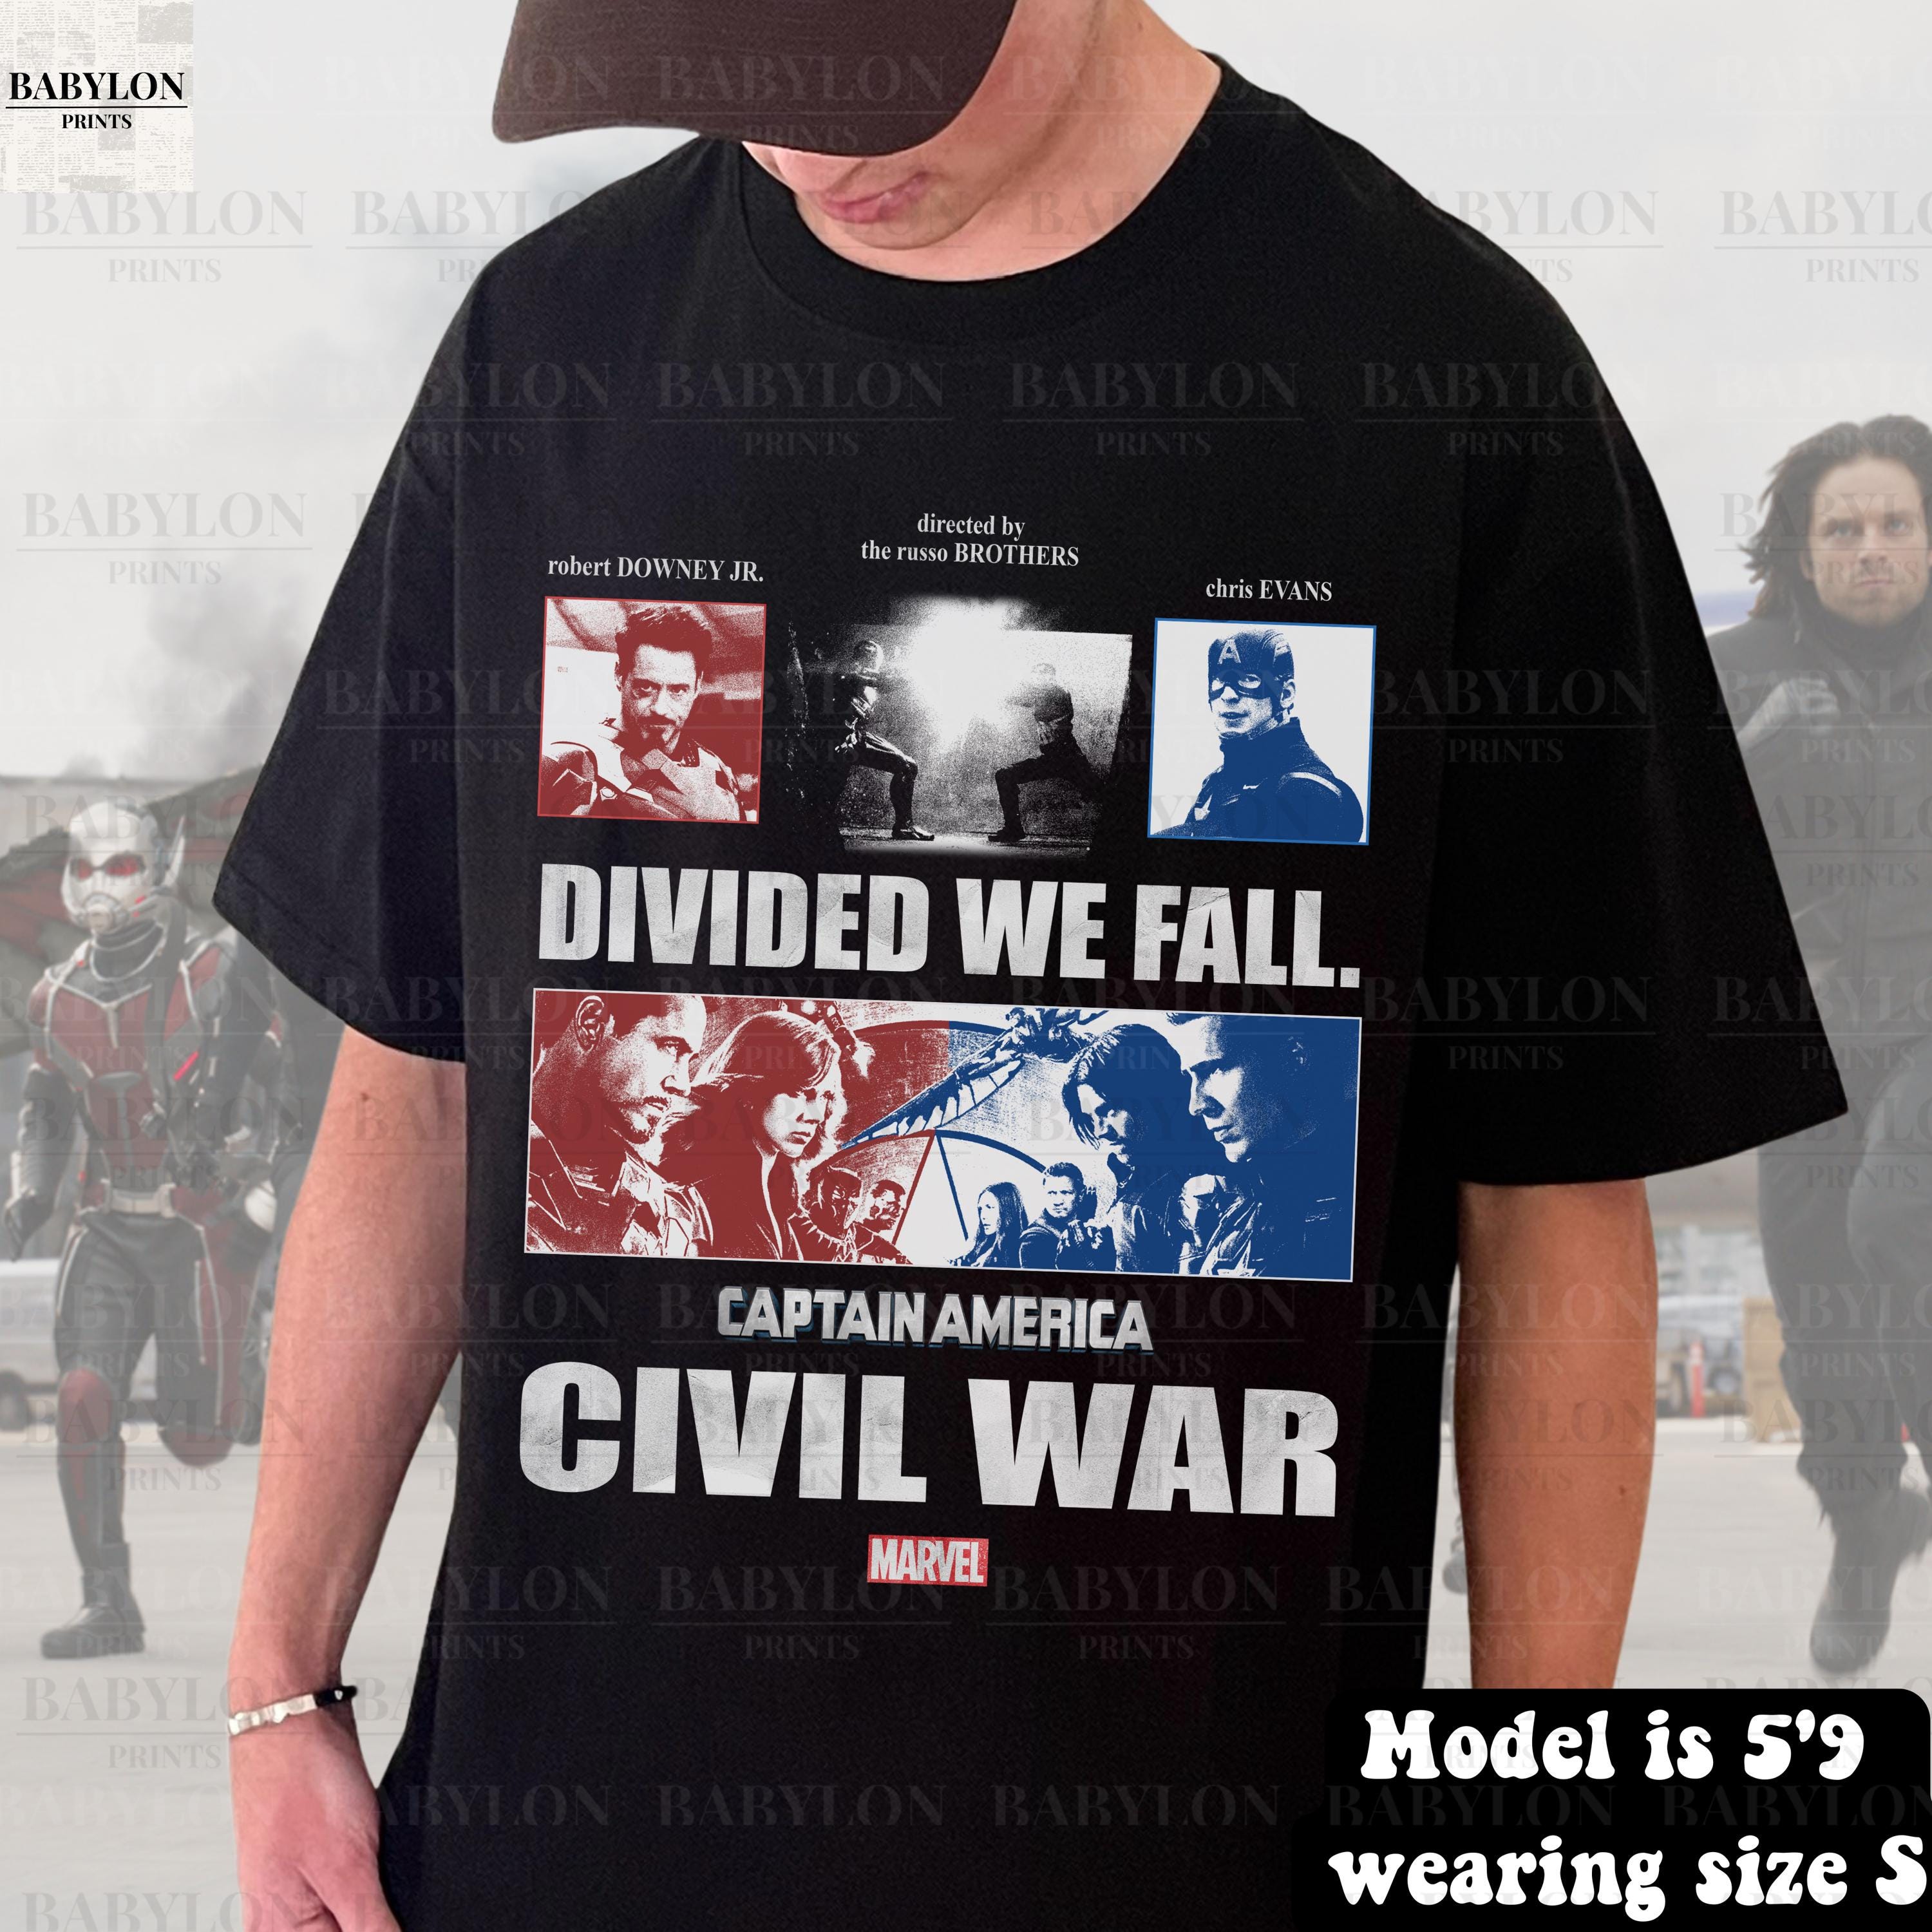 BABYLON
PRINTS
directed by
the russo BROTHERS
robert DOWNEY JR.
chris EVANS
DIVIDED WE FALL.
CAPTAIN AMERICA
CIVIL WAR
MARVEL
Model is 5'9
wearing size S